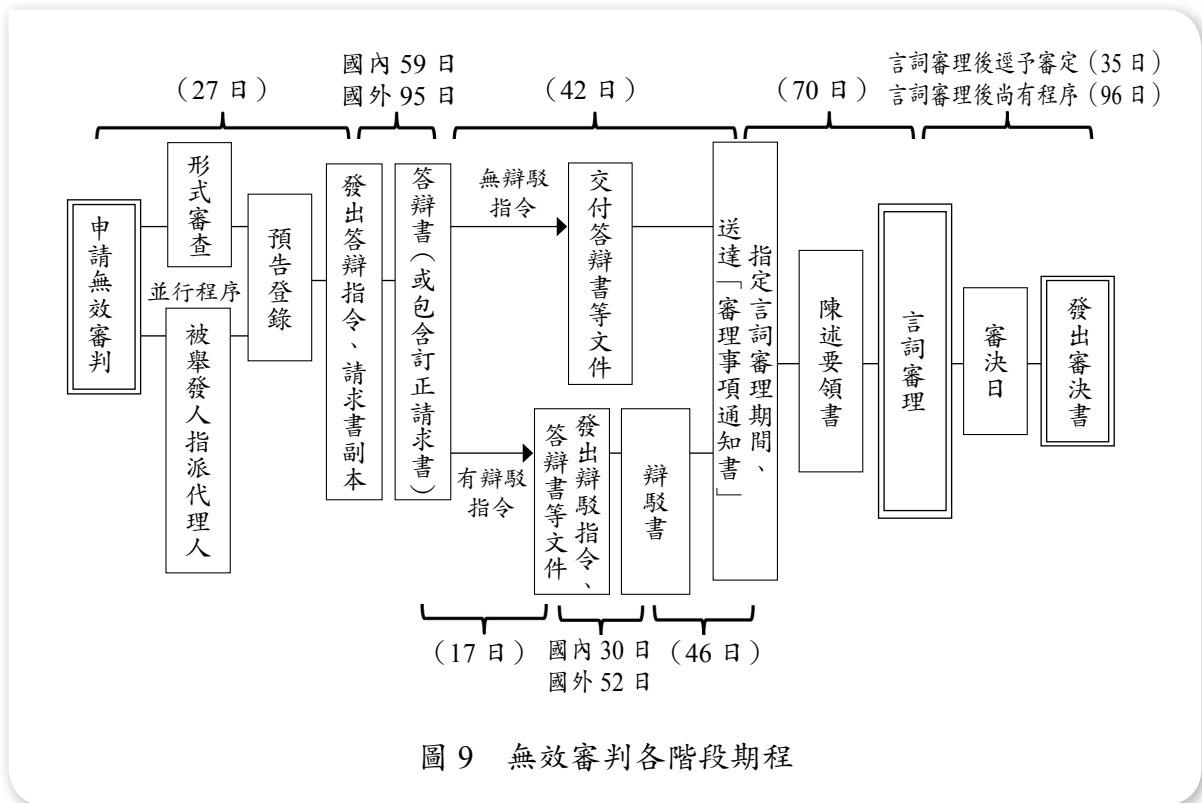 （27 日）
國內 59 日
國外 95 日
（42 日）
（70 日）
言詞審理後逕予審定（35 日）
言詞審理後尚有程序（96 日）
申請無效審判
形式審查
並行程序
被舉發人指派代理人
預告登錄
發出答辯指令、請求書副本
答辯書（或包含訂正請求書）
無辯駁
指令
交付答辯書等文件
有辯駁
指令
發出辯駁指令、
答辯書等文件
辯駁書
指定言詞審理期間、
送達「審理事項通知書」
陳述要領書
言詞審理
審決日
發出審決書
（17 日）
國內 30 日
國外 52 日
（46 日）
圖 9　無效審判各階段期程